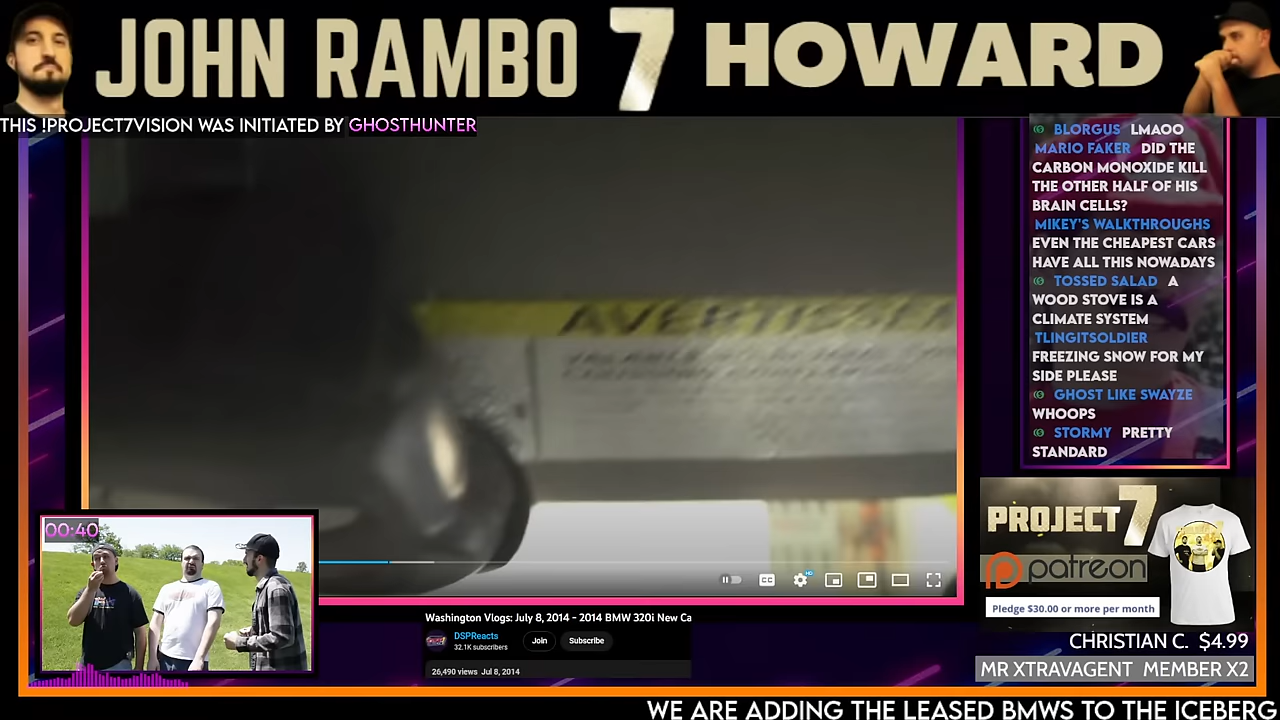 JOHN RAMBO 7 HOWARD
THIS !PROJECT7VISION WAS INITIATED BY GHOSTHUNTER
AVERTISSE
BLORGUS LMAOO
MARIO FAKER DID THE
CARBON MONOXIDE KILL
THE OTHER HALF OF HIS
BRAIN CELLS?
MIKEY'S WALKTHROUGHS
EVEN THE CHEAPEST CARS
HAVE ALL THIS NOWADAYS
TOSSED SALAD A
WOOD STOVE IS A
CLIMATE SYSTEM
TLINGITSOLDIER
FREEZING SNOW FOR MY
SIDE PLEASE
GHOST LIKE SWAYZE
WHOOPS
STORMY PRETTY
STANDARD
00:40
CC
HD
Washington Vlogs: July 8, 2014 - 2014 BMW 320i New Ca
DSPReacts
32.1K subscribers
Join
Subscribe
26,490 views Jul 8, 2014
PROJECT 7
patreon
Pledge $30.00 or more per month
CHRISTIAN C. $4.99
MR XTRAVAGENT MEMBER X2
WE ARE ADDING THE LEASED BMWS TO THE ICEBERG